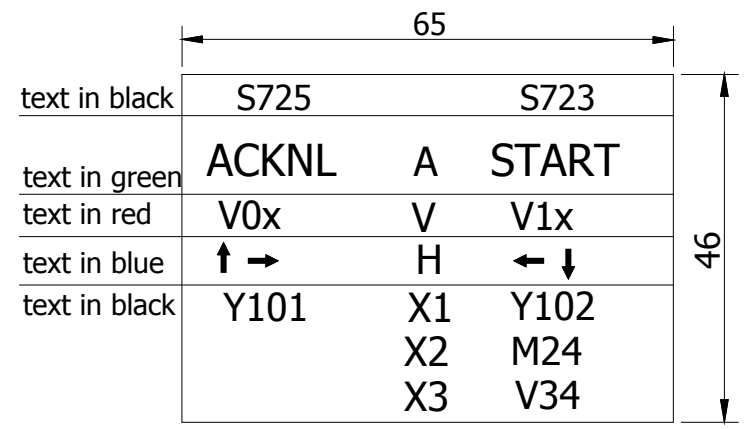 65
text in black S725 S723
text in green ACKNL A START
text in red V0x V V1x
text in blue ↑ → H ← ↓
46
text in black Y101 X1 Y102
X2 M24
X3 V34